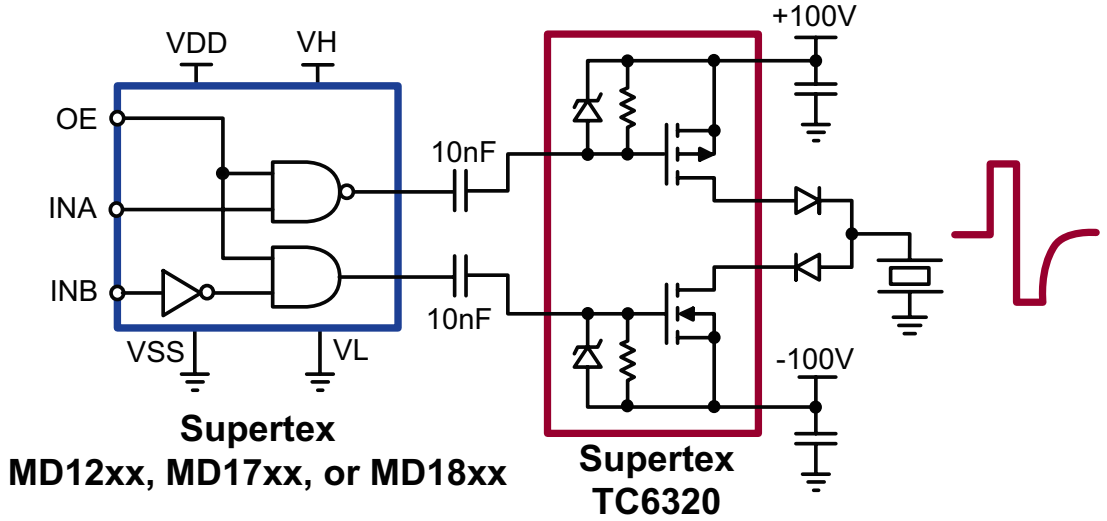 +100V
VDD
VH
OE
10nF
INA
INB
10nF
VSS
VL
-100V
Supertex
MD12xx, MD17xx, or MD18xx
Supertex
TC6320